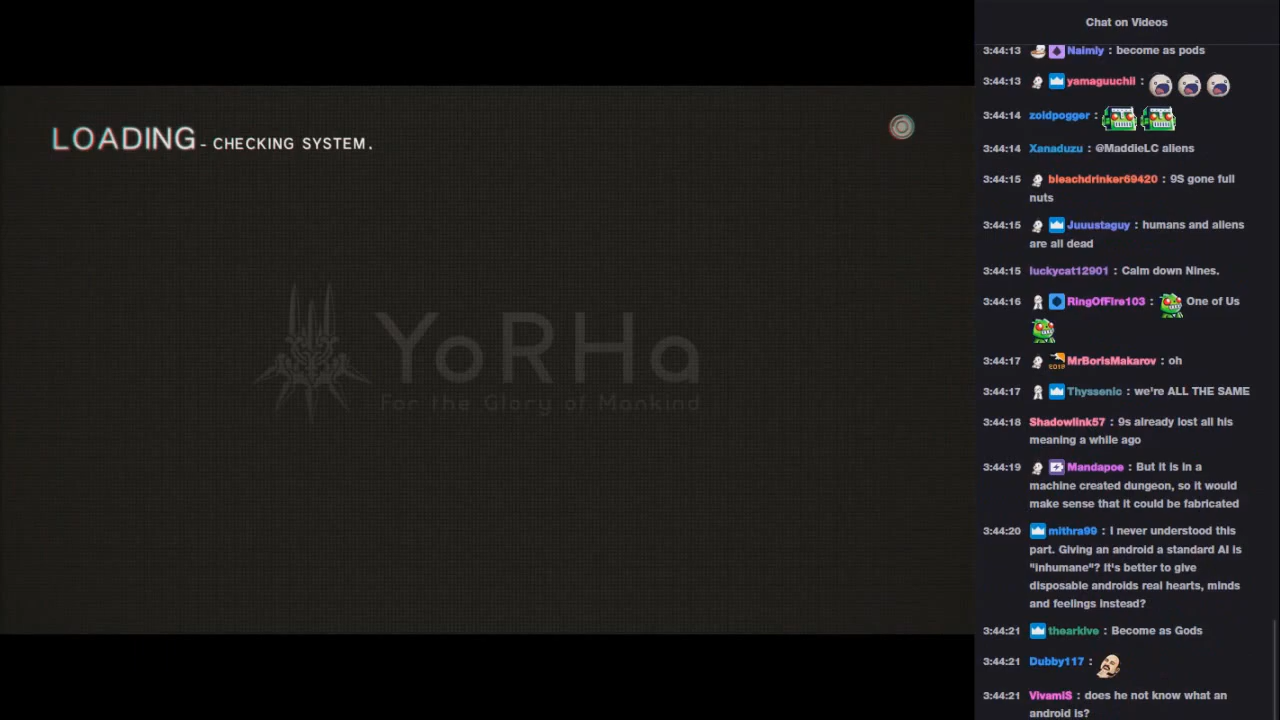 LOADING - CHECKING SYSTEM.
YoRHa
For the Glory of Mankind
Chat on Videos
3:44:13 Naimly : become as pods
3:44:13 yamaguuchii :
3:44:14 zoldpogger :
3:44:14 Xanaduzu : @MaddieLC aliens
3:44:15 bleachdrinker69420 : 9S gone full
nuts
3:44:15 Juuustaguy : humans and aliens
are all dead
3:44:15 luckycat12901 : Calm down Nines.
3:44:16 RingOfFire103 : One of Us
3:44:17 MrBorisMakarov : oh
3:44:17 Thyssenic : we're ALL THE SAME
3:44:18 Shadowlink57 : 9s already lost all his
meaning a while ago
3:44:19 Mandapoe : But it is in a
machine created dungeon, so it would
make sense that it could be fabricated
3:44:20 mithra99 : I never understood this
part. Giving an android a standard AI is
"inhumane"? It's better to give
disposable androids real hearts, minds
and feelings instead?
3:44:21 thearkive : Become as Gods
3:44:21 Dubby117 :
3:44:21 VivamiS : does he not know what an
android is?